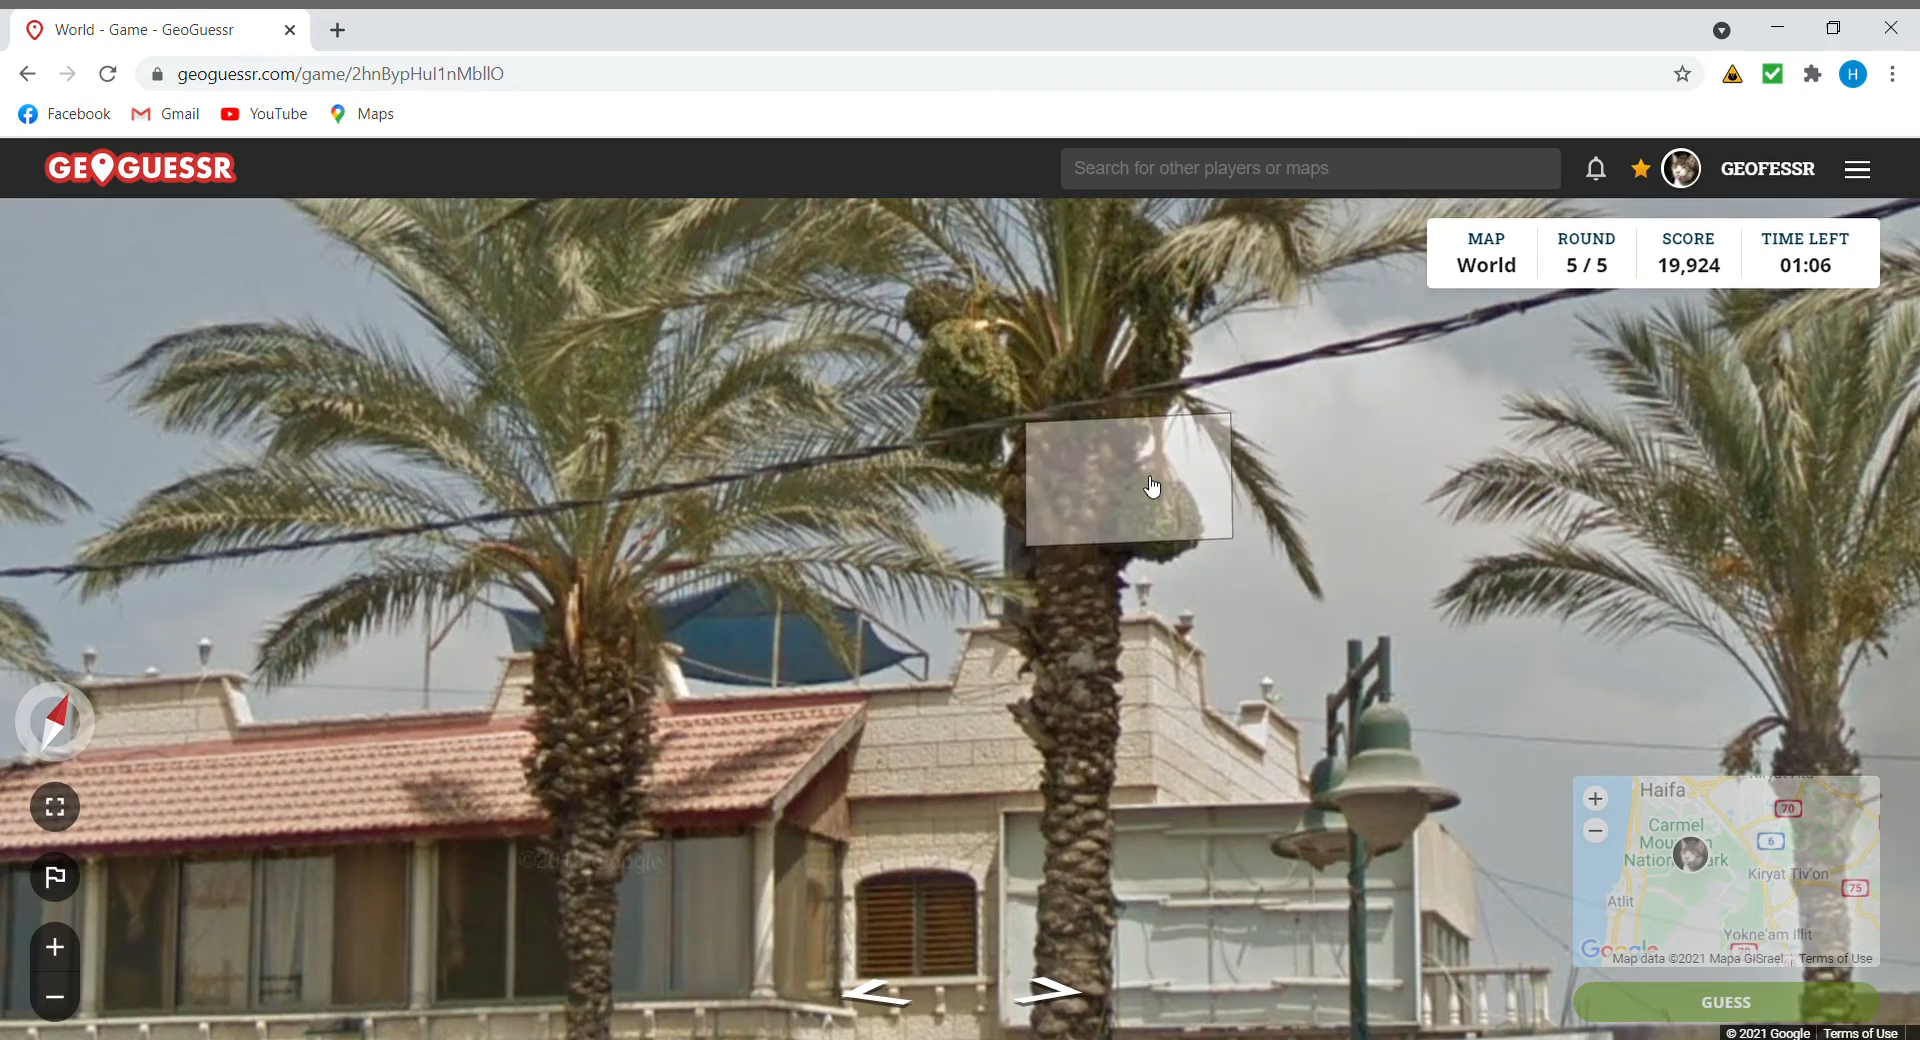 World - Game - GeoGuessr
geoguessr.com/game/2hnBypHul1nMbllO
H
Facebook
Gmail
YouTube
Maps
GEOGUESSR
Search for other players or maps
GEOFESSR
MAP
ROUND
SCORE
TIME LEFT
World
5 / 5
19,924
01:06
Haifa
70
Carmel
6
Kiryat Tiv'on
75
Atlit
Yokne'am Illit
Google
Map data ©2021 Mapa GISrael
Terms of Use
GUESS
© 2021 Google
Terms of Use